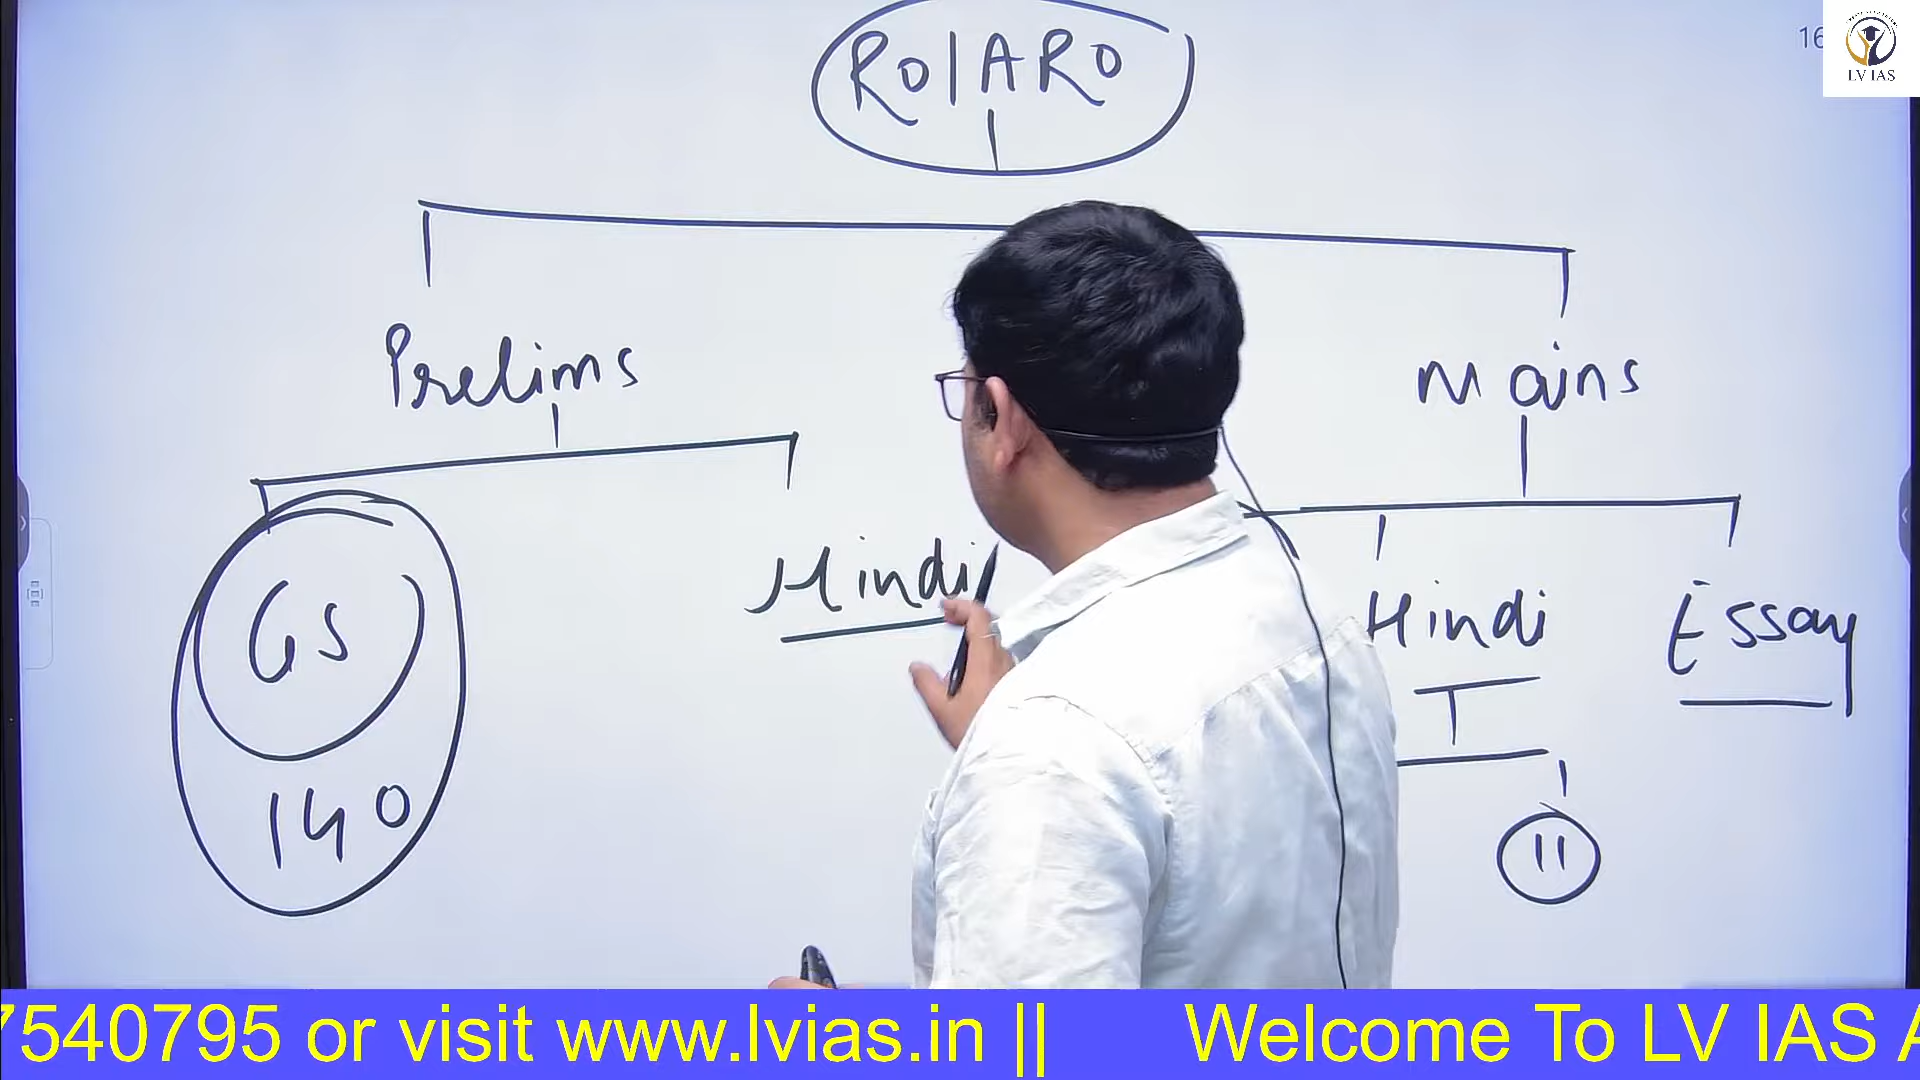 RO/ARO
16
LV IAS
Prelims
Mains
GS
Hindi
Hindi
Essay
140
I
II
7540795 or visit www.lvias.in || Welcome To LV IAS A